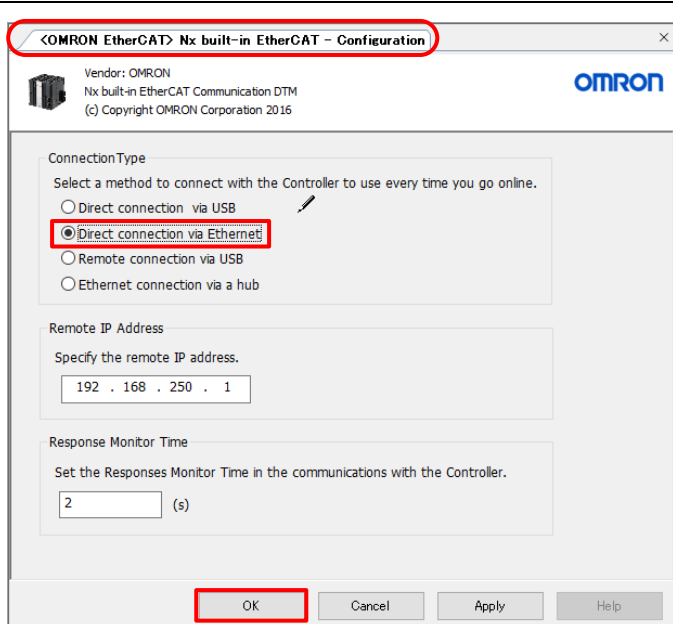 <OMRON EtherCAT> Nx built-in EtherCAT - Configuration
Vendor: OMRON
Nx built-in EtherCAT Communication DTM
(c) Copyright OMRON Corporation 2016
OMRON
ConnectionType
Select a method to connect with the Controller to use every time you go online.
Direct connection via USB
Direct connection via Ethernet
Remote connection via USB
Ethernet connection via a hub
Remote IP Address
Specify the remote IP address.
192 . 168 . 250 . 1
Response Monitor Time
Set the Responses Monitor Time in the communications with the Controller.
2 (s)
OK Cancel Apply Help